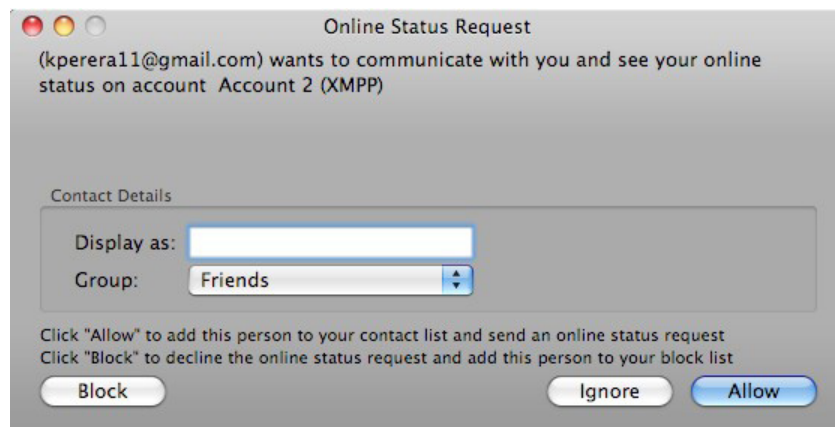 Online Status Request
(kperera11@gmail.com) wants to communicate with you and see your online
status on account Account 2 (XMPP)
Contact Details
Display as:
Group: Friends
Click "Allow" to add this person to your contact list and send an online status request
Click "Block" to decline the online status request and add this person to your block list
Block Ignore Allow